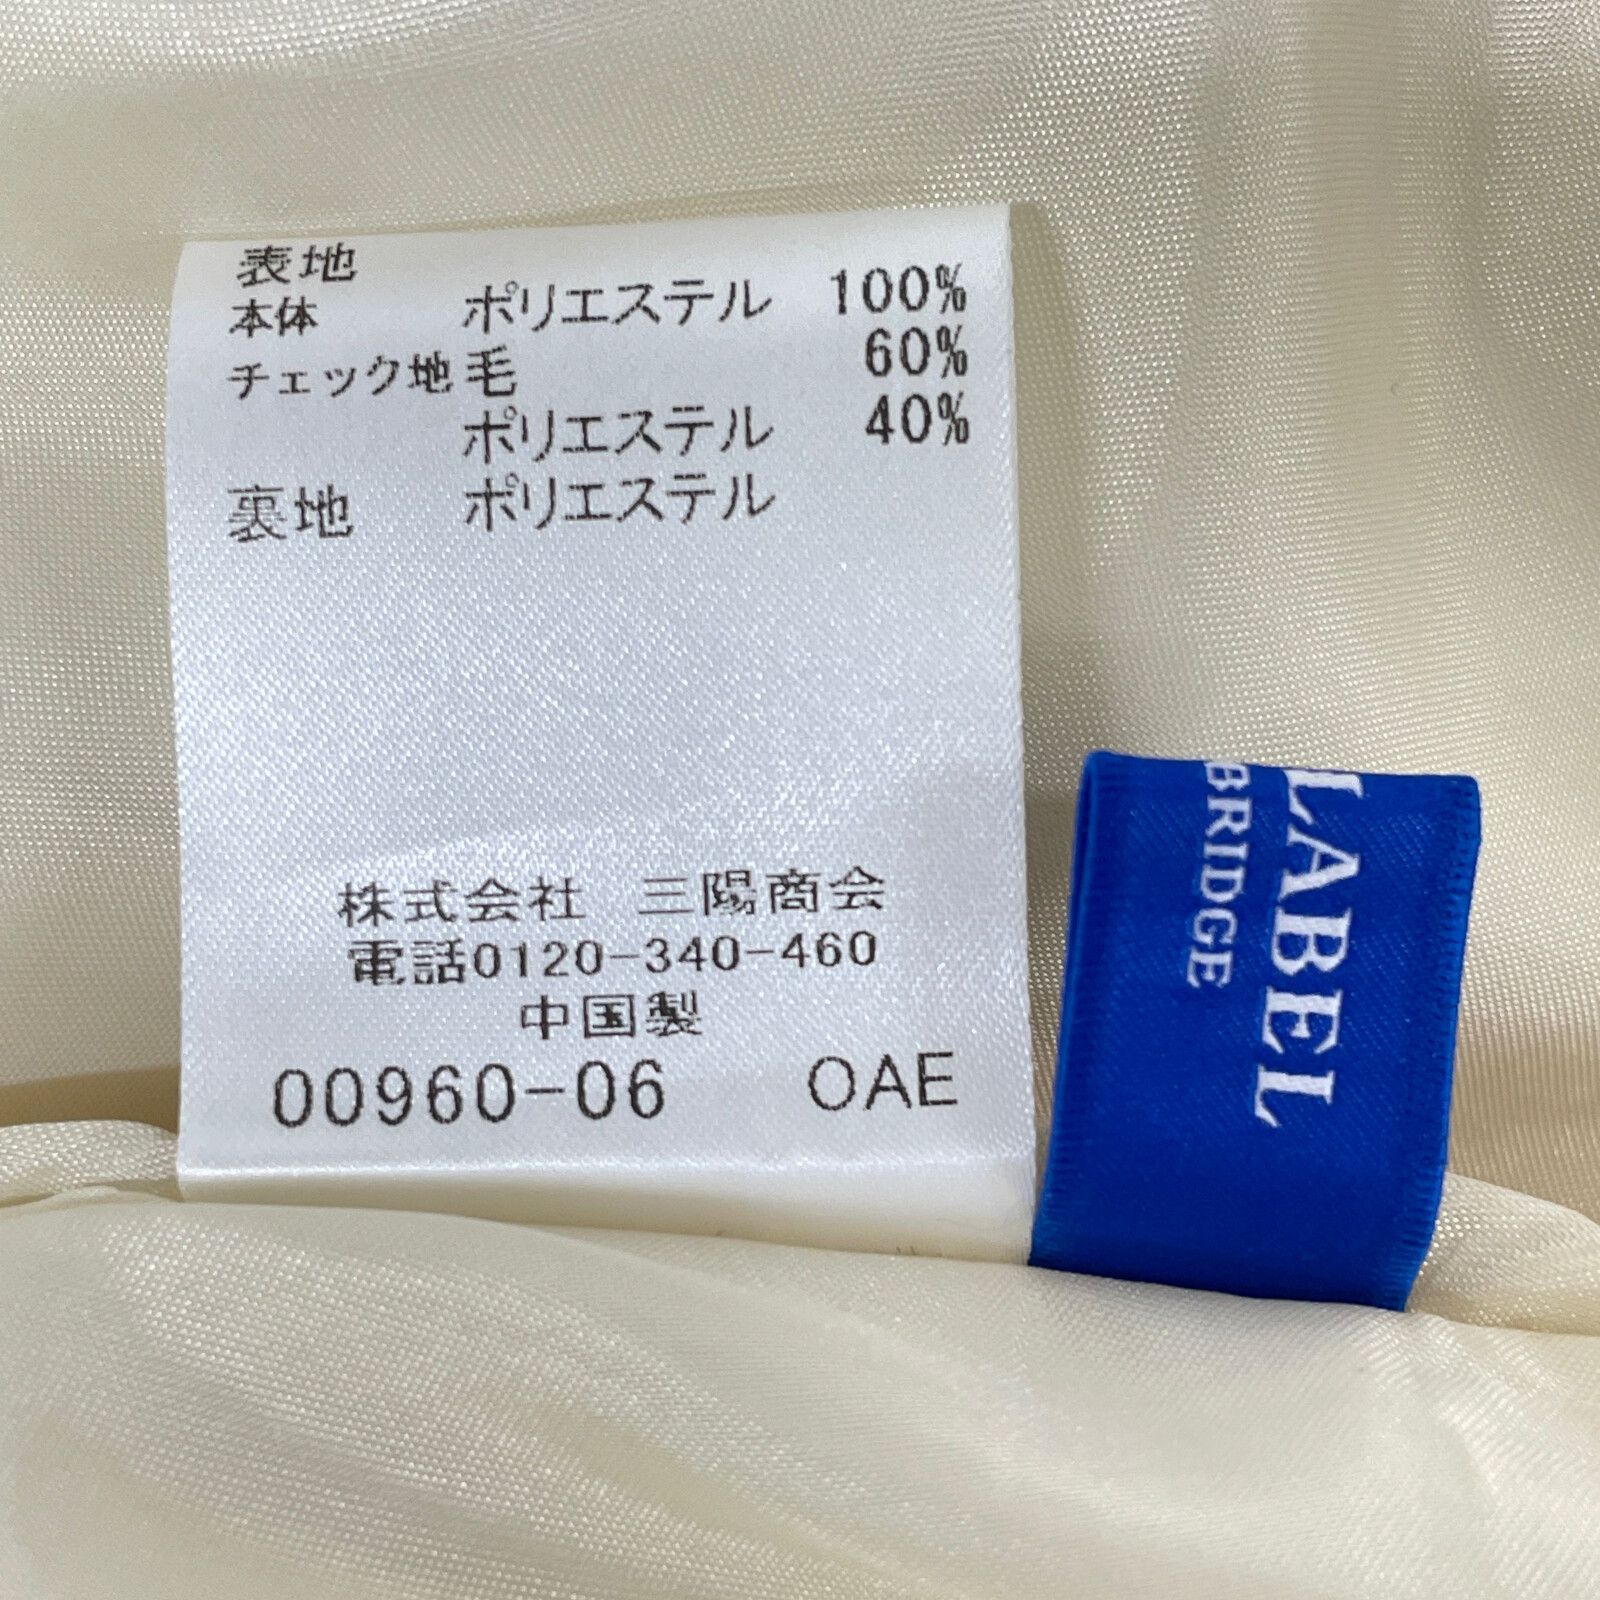 表地
本体 ポリエステル 100%
チェック地 毛 60%
ポリエステル 40%
裏地 ポリエステル
株式会社 三陽商会
電話0120-340-460
中国製
00960-06 OAE
LABEL
BRIDGE